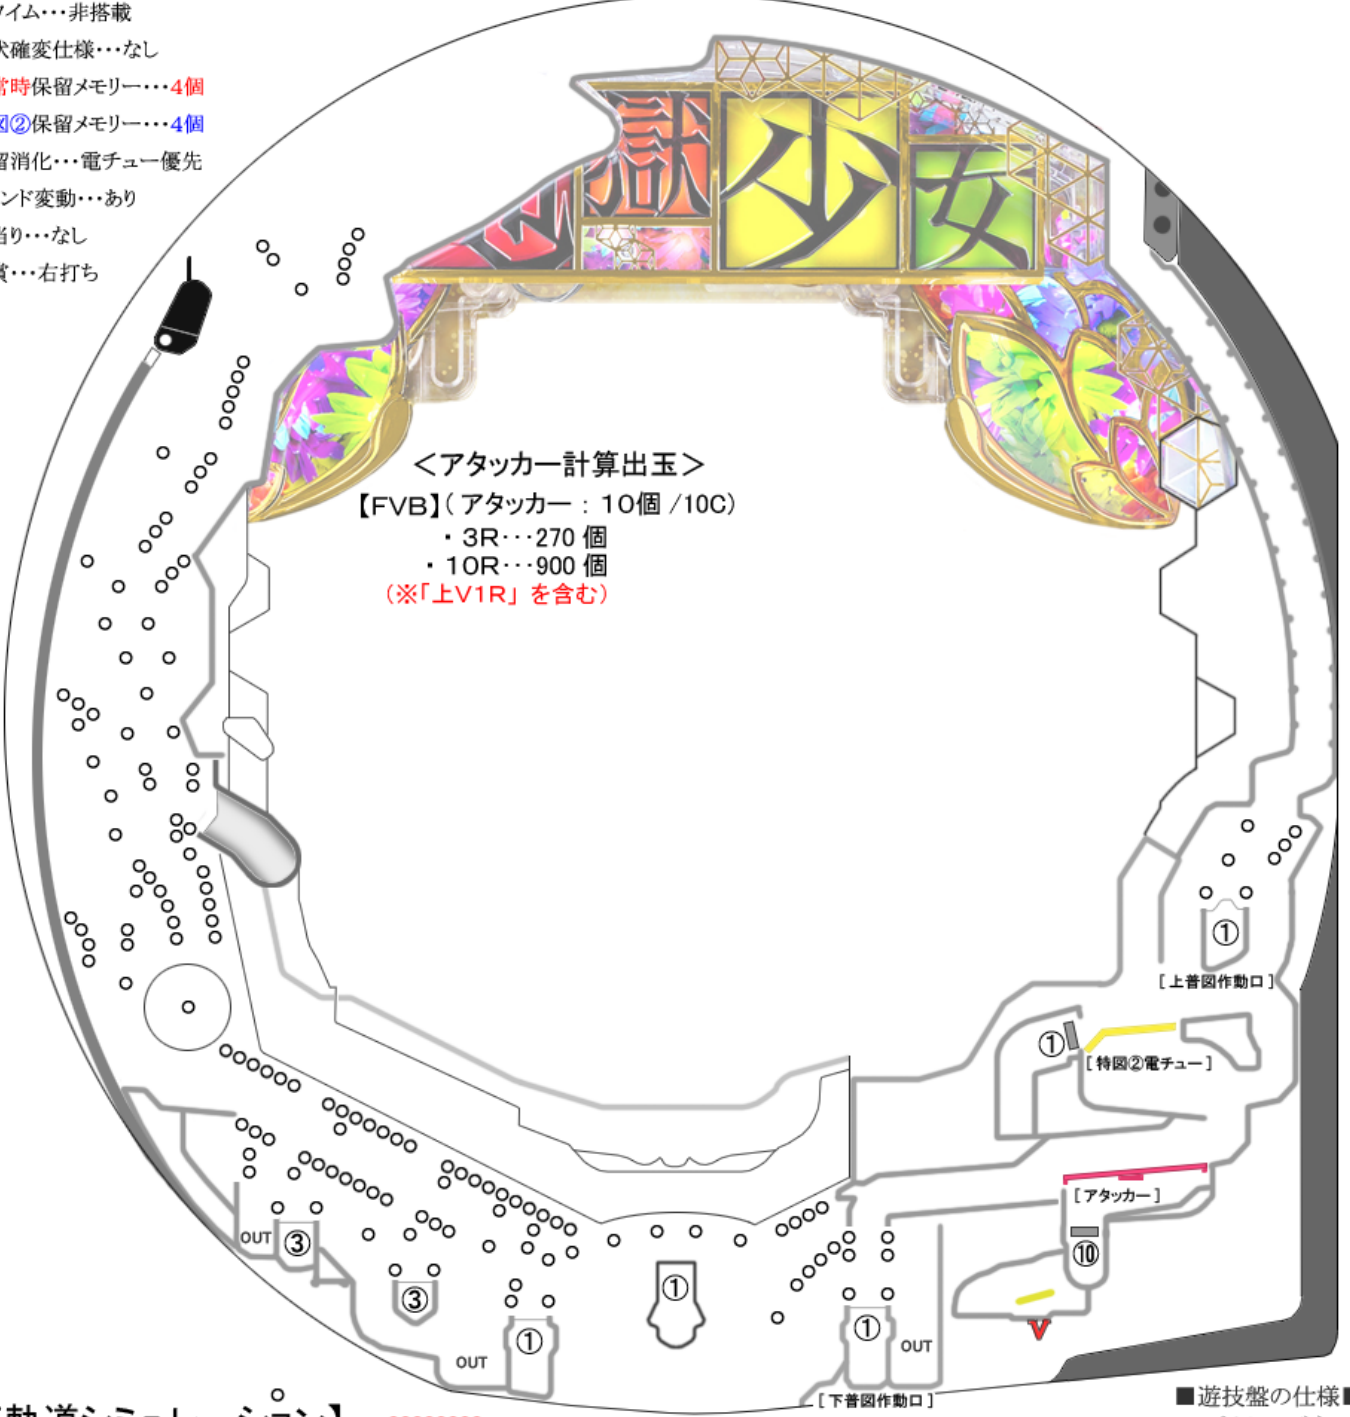 イム・・・非搭載
確変仕様・・・なし
常時保留メモリー・・・4個
図②保留メモリー・・・4個
留消化・・・電チュー優先
ンド変動・・・あり
当り・・・なし
賞・・・右打ち
獄少女
＜アタッカー計算出玉＞
【FVB】（アタッカー：10個/10C）
・3R･･･270個
・10R･･･900個
（※「上V1R」を含む）
①
［上普図作動口］
①
［特図②電チュー］
［アタッカー］
⑩
V
OUT
③
③
①
①
①
OUT
OUT
［下普図作動口］
■遊技盤の仕様■